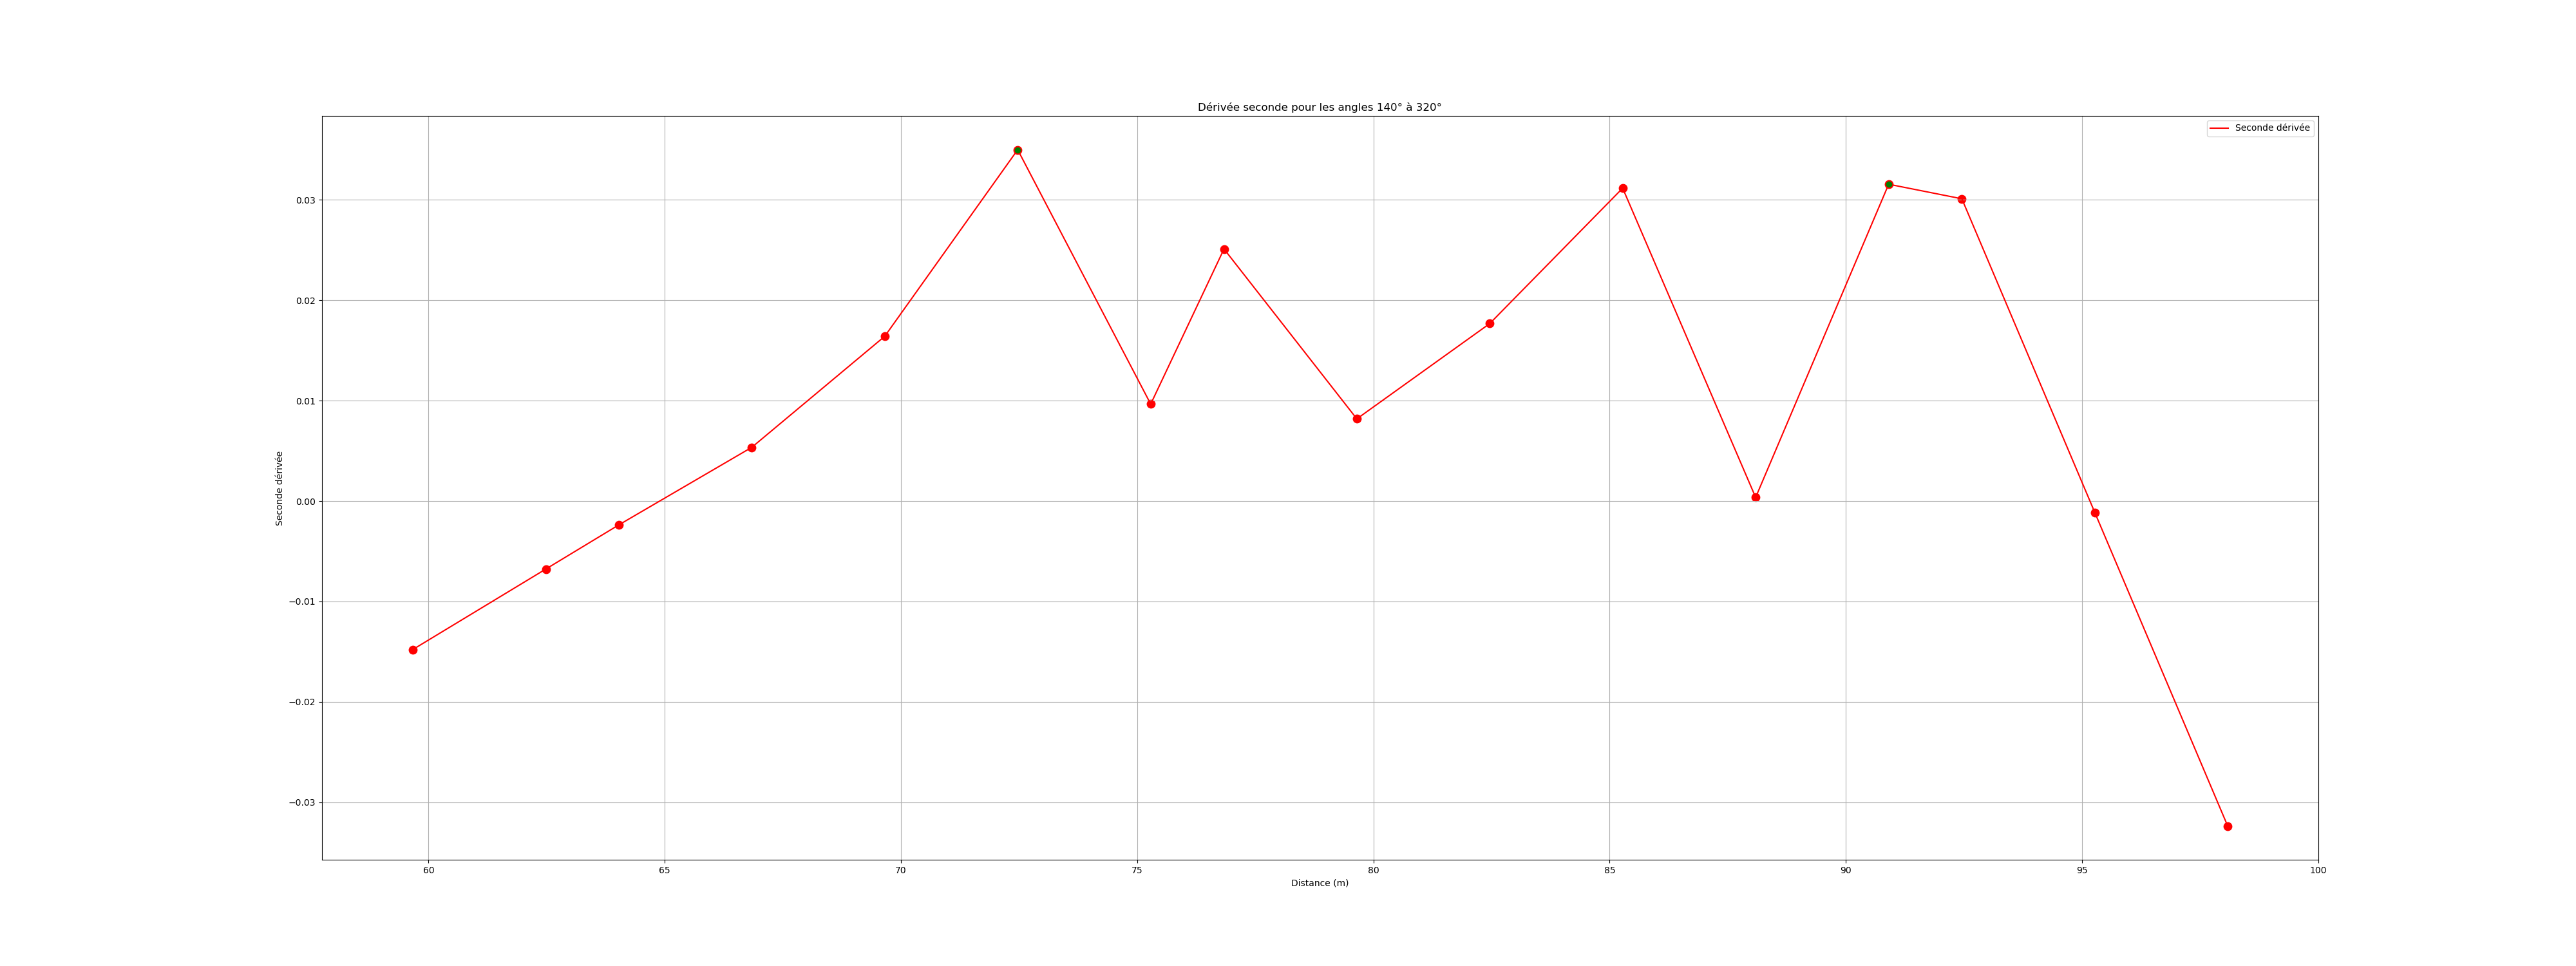 Dérivée seconde pour les angles 140° à 320°
Seconde dérivée
0.03
0.02
0.01
0.00
−0.01
−0.02
−0.03
Seconde dérivée
60 65 70 75 80 85 90 95 100
Distance (m)